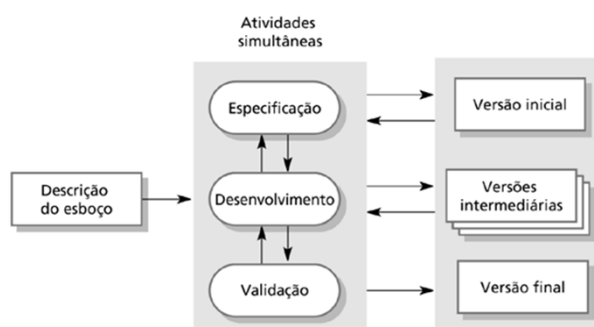 Atividades
simultâneas
Especificação
Versão inicial
Descrição
do esboço
Desenvolvimento
Versões
intermediárias
Validação
Versão final